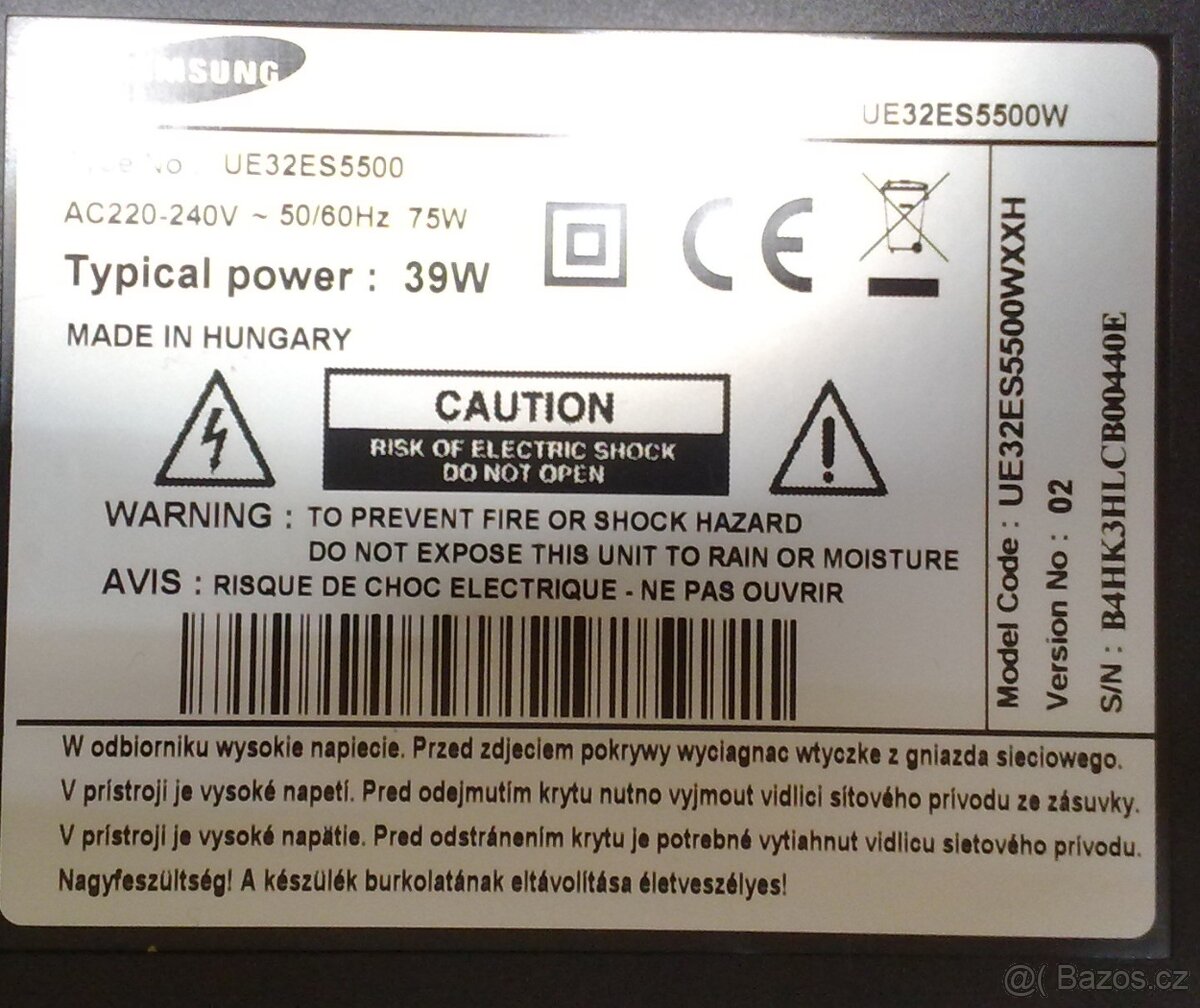 SAMSUNG
UE32ES5500W
No : UE32ES5500
AC220-240V ~ 50/60Hz 75W
Typical power : 39W
MADE IN HUNGARY
CE
CAUTION
RISK OF ELECTRIC SHOCK
DO NOT OPEN
WARNING : TO PREVENT FIRE OR SHOCK HAZARD
DO NOT EXPOSE THIS UNIT TO RAIN OR MOISTURE
AVIS : RISQUE DE CHOC ELECTRIQUE - NE PAS OUVRIR
Model Code : UE32ES5500WXXH
Version No : 02
S/N : B4HK3HLCB00440E
W odbiorniku wysokie napiecie. Przed zdjeciem pokrywy wyciagnac wtyczke z gniazda sieciowego.
V prístroji je vysoké napetí. Pred odejmutím krytu nutno vyjmout vidlici sítového prívodu ze zásuvky.
V prístroji je vysoké napätie. Pred odstránením krytu je potrebné vytiahnut vidlicu sietového prívodu.
Nagyfeszültség! A készülék burkolatának eltávolítása életveszélyes!
@( Bazos.cz